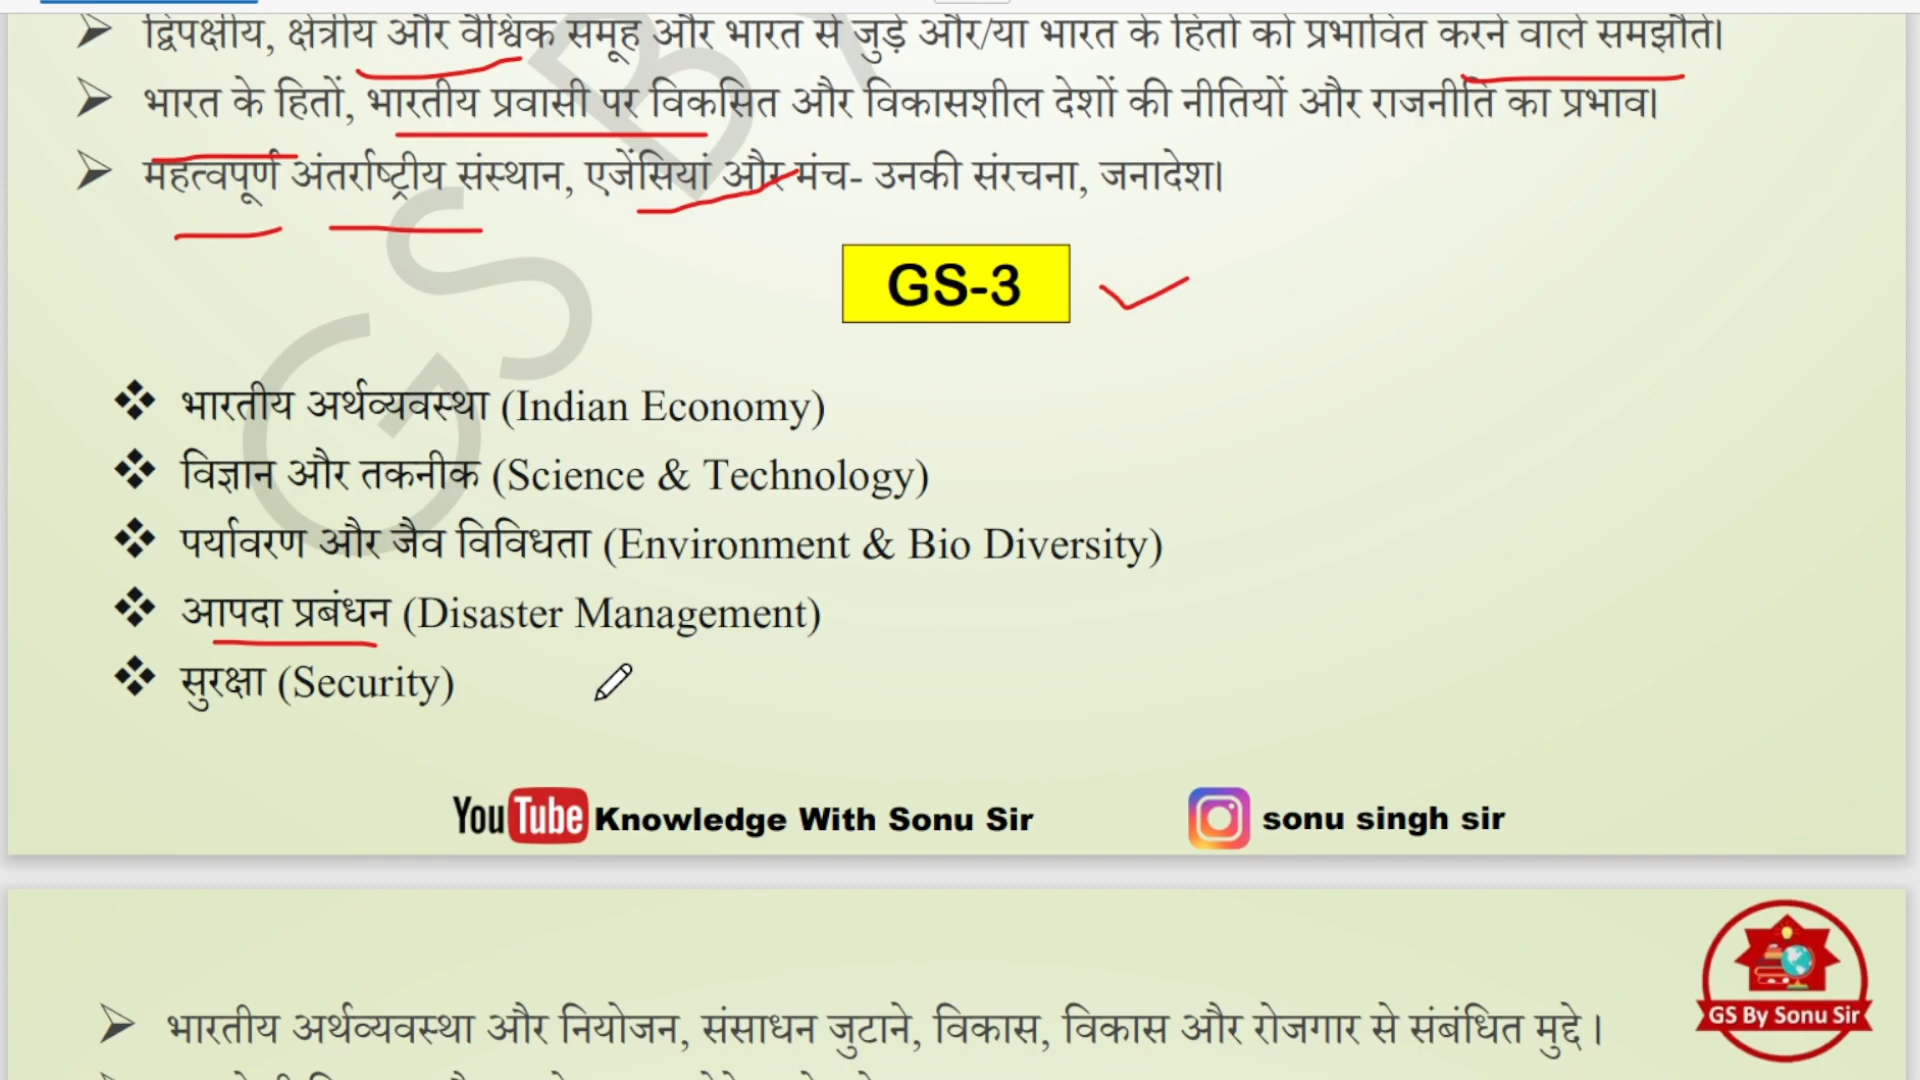 द्विपक्षीय, क्षेत्रीय और वैश्विक समूह और भारत से जुड़े और/या भारत के हितों को प्रभावित करने वाले समझौते।
भारत के हितों, भारतीय प्रवासी पर विकसित और विकासशील देशों की नीतियों और राजनीति का प्रभाव।
महत्वपूर्ण अंतर्राष्ट्रीय संस्थान, एजेंसियां और मंच- उनकी संरचना, जनादेश।
GS-3
भारतीय अर्थव्यवस्था (Indian Economy)
विज्ञान और तकनीक (Science & Technology)
पर्यावरण और जैव विविधता (Environment & Bio Diversity)
आपदा प्रबंधन (Disaster Management)
सुरक्षा (Security)
YouTube Knowledge With Sonu Sir
sonu singh sir
GS By Sonu Sir
भारतीय अर्थव्यवस्था और नियोजन, संसाधन जुटाने, विकास, विकास और रोजगार से संबंधित मुद्दे।